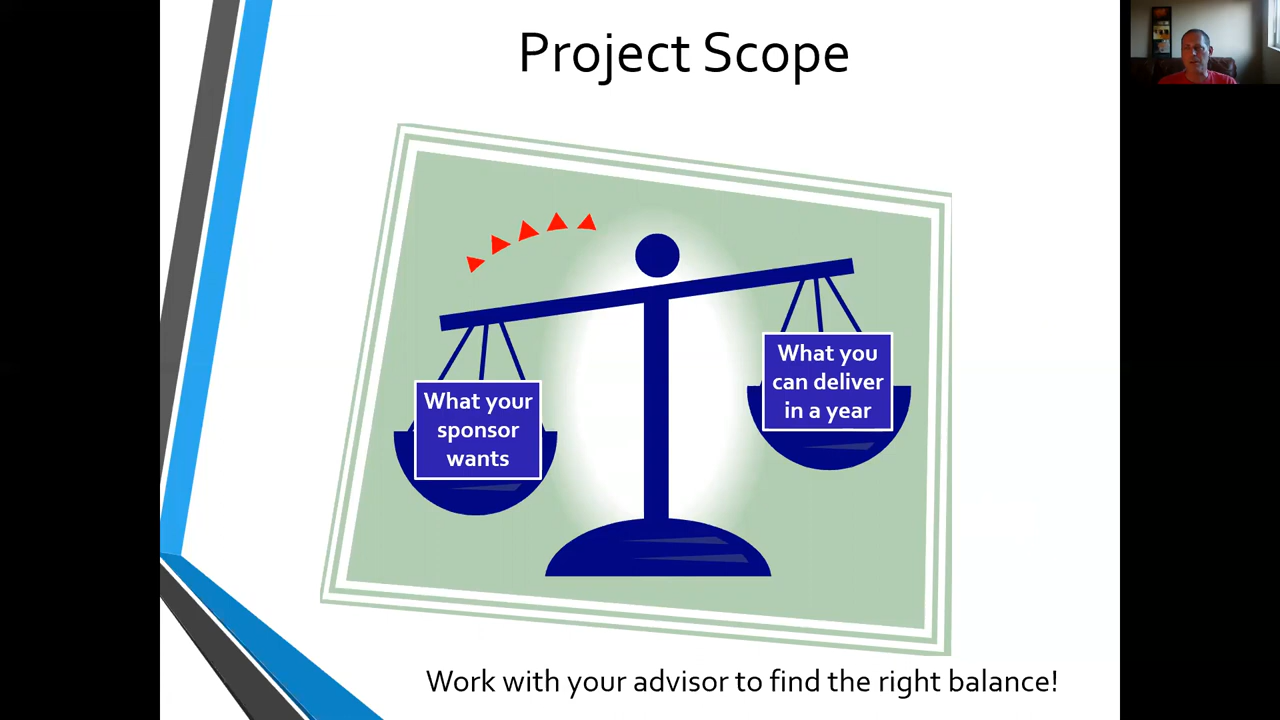 Project Scope
What your
sponsor
wants
What you
can deliver
in a year
Work with your advisor to find the right balance!